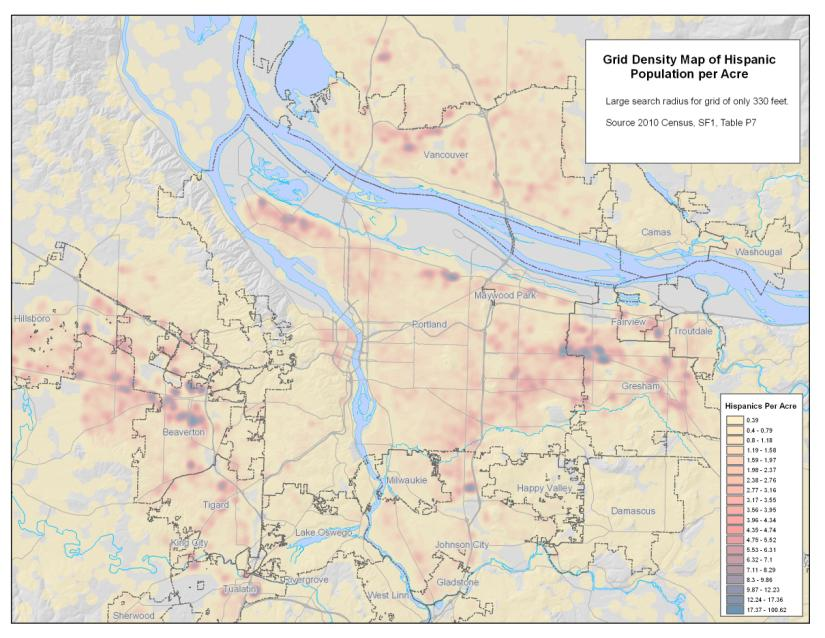 Grid Density Map of Hispanic
Population per Acre
Large search radius for grid of only 330 feet.
Source 2010 Census, SF1, Table P7
Vancouver
Camas
Washougal
Maywood Park
Hillsboro
Portland
Fairview
Troutdale
Gresham
Beaverton
Milwaukie
Happy Valley
Tigard
Damascus
Lake Oswego
King City
Johnson City
Rivergrove
Gladstone
Tualatin
West Linn
Sherwood
Hispanics Per Acre
0.39
0.4 - 0.79
0.8 - 1.18
1.19 - 1.58
1.59 - 1.97
1.98 - 2.37
2.38 - 2.76
2.77 - 3.16
3.17 - 3.55
3.56 - 3.95
3.96 - 4.34
4.35 - 4.74
4.75 - 5.52
5.53 - 6.31
6.32 - 7.1
7.11 - 8.29
8.3 - 9.86
9.87 - 12.23
12.24 - 17.36
17.37 - 100.62